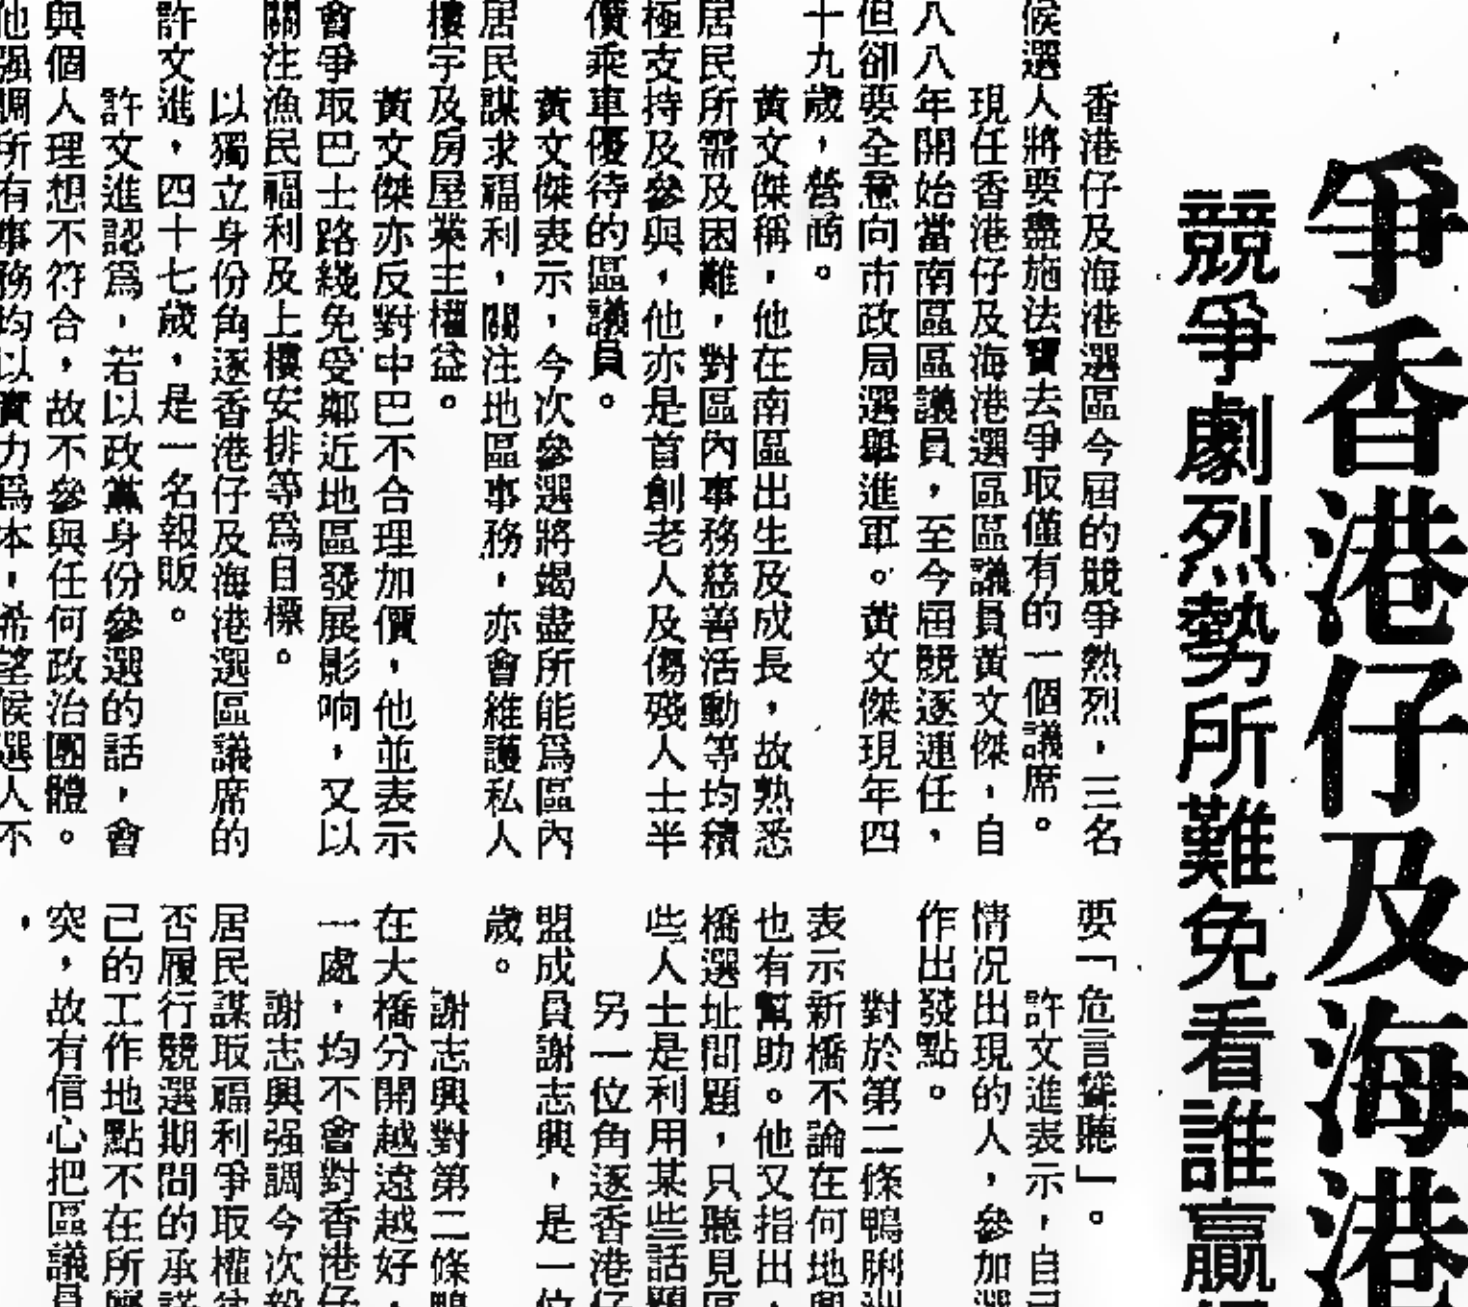 爭香港仔及海港
競爭劇烈勢所難免看誰贏
香港仔及海港選區今屆的競爭熱烈，三名
候選人將要盡施法寶去爭取僅有的一個議席。
現任香港仔及海港選區區議員黃文傑，自
八八年開始當南區區議員，至今屆競逐連任，
但卻要全意向市政局選舉進軍。黃文傑現年四
十九歲，營商。
黃文傑稱，他在南區出生及成長，故熟悉
居民所需及困難，對區內事務慈善活動等均積
極支持及參與，他亦是首創老人及傷殘人士半
價乘車優待的區議員。
黃文傑表示，今次參選將竭盡所能爲區內
居民謀求福利，關注地區事務，亦會維護私人
樓宇及房屋業主權益。
黃文傑亦反對中巴不合理加價，他並表示
會爭取巴士路綫免受鄰近地區發展影响，又以
關注漁民福利及上樓安排等爲目標。
以獨立身份角逐香港仔及海港選區議席的
許文進，四十七歲，是一名報販。
許文進認爲，若以政黨身份參選的話，會
與個人理想不符合，故不參與任何政治團體。
他强調所有事務均以實力爲本，希望候選人不
要「危言聳聽」。
許文進表示，自己
情况出現的人，參加選
作出發點。
對於第二條鴨脷洲
表示新橋不論在何地興
也有幫助。他又指出，
橋選址問題，只聽見區
些人士是利用某些話題
另一位角逐香港仔
盟成員謝志興，是一位
歲。
謝志興對第二條鴨
在大橋分開越遠越好，
一處，均不會對香港仔
謝志興强調今次
居民謀取福利爭取權益
否履行競選期間的承諾
己的工作地點不在所屬
突，故有信心把區議員
，